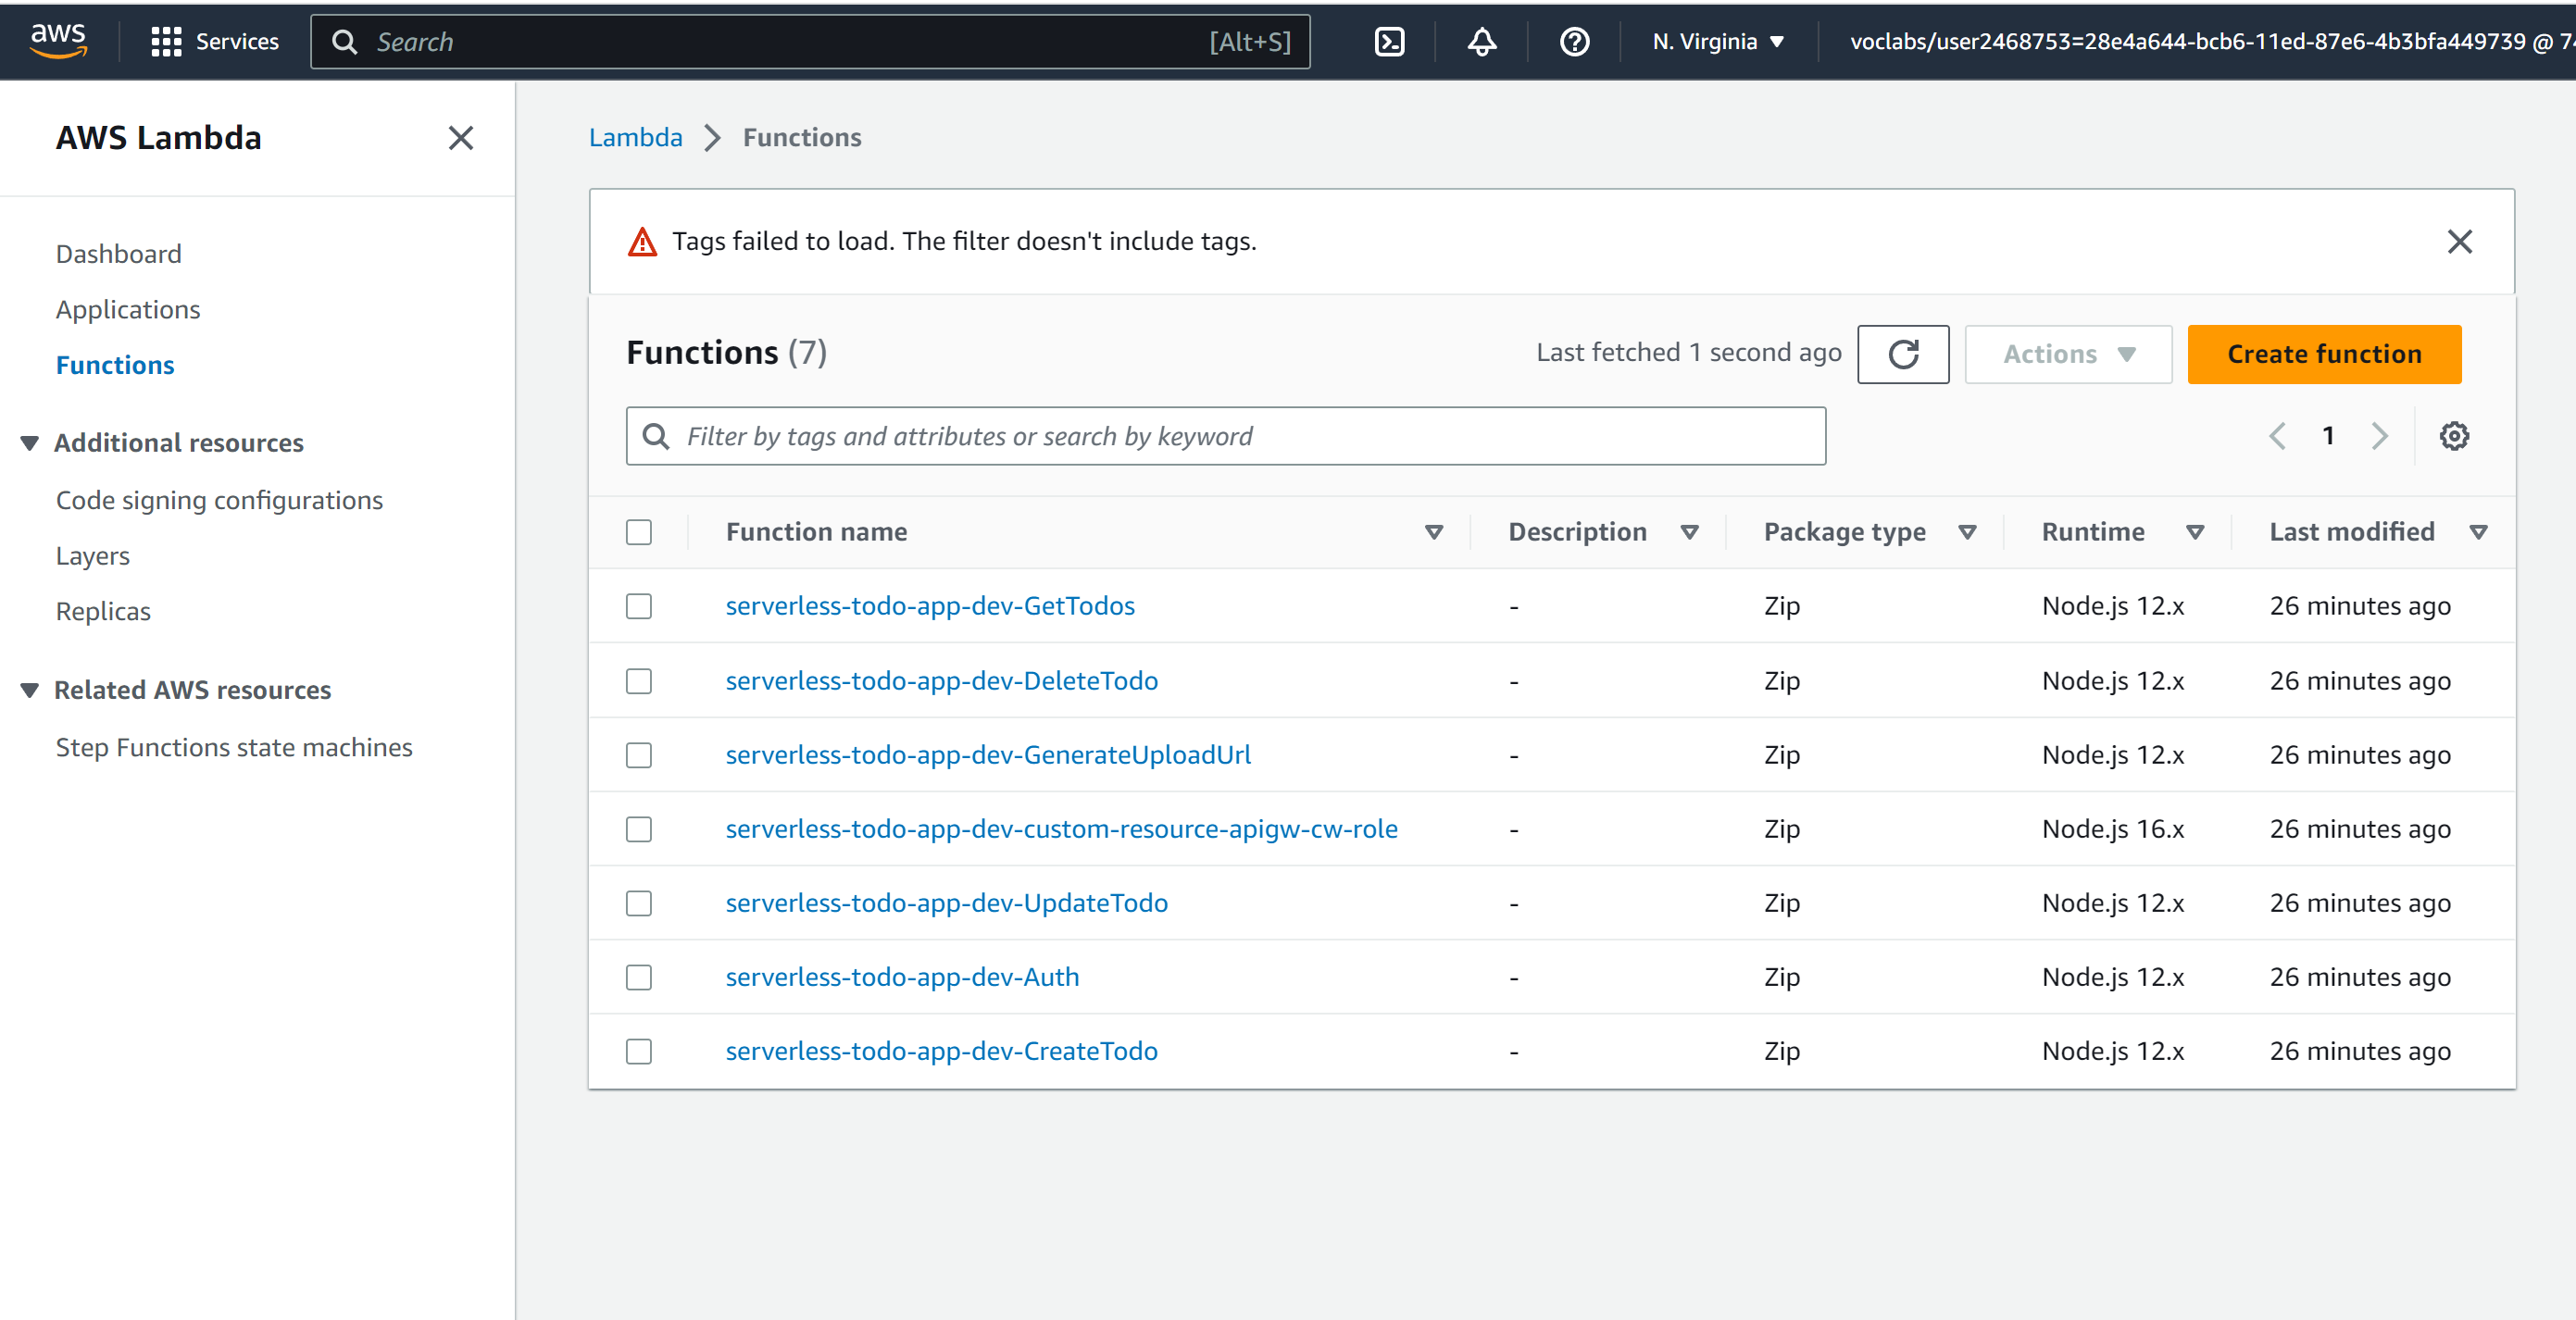 aws Services Search [Alt+S] N. Virginia voclabs/user2468753=28e4a644-bcb6-11ed-87e6-4b3bfa449739 @ 74
AWS Lambda
Dashboard
Applications
Functions
Additional resources
Code signing configurations
Layers
Replicas
Related AWS resources
Step Functions state machines
Lambda Functions
Tags failed to load. The filter doesn't include tags.
Functions (7) Last fetched 1 second ago Actions Create function
Filter by tags and attributes or search by keyword 1
Function name Description Package type Runtime Last modified
serverless-todo-app-dev-GetTodos - Zip Node.js 12.x 26 minutes ago
serverless-todo-app-dev-DeleteTodo - Zip Node.js 12.x 26 minutes ago
serverless-todo-app-dev-GenerateUploadUrl - Zip Node.js 12.x 26 minutes ago
serverless-todo-app-dev-custom-resource-apigw-cw-role - Zip Node.js 16.x 26 minutes ago
serverless-todo-app-dev-UpdateTodo - Zip Node.js 12.x 26 minutes ago
serverless-todo-app-dev-Auth - Zip Node.js 12.x 26 minutes ago
serverless-todo-app-dev-CreateTodo - Zip Node.js 12.x 26 minutes ago